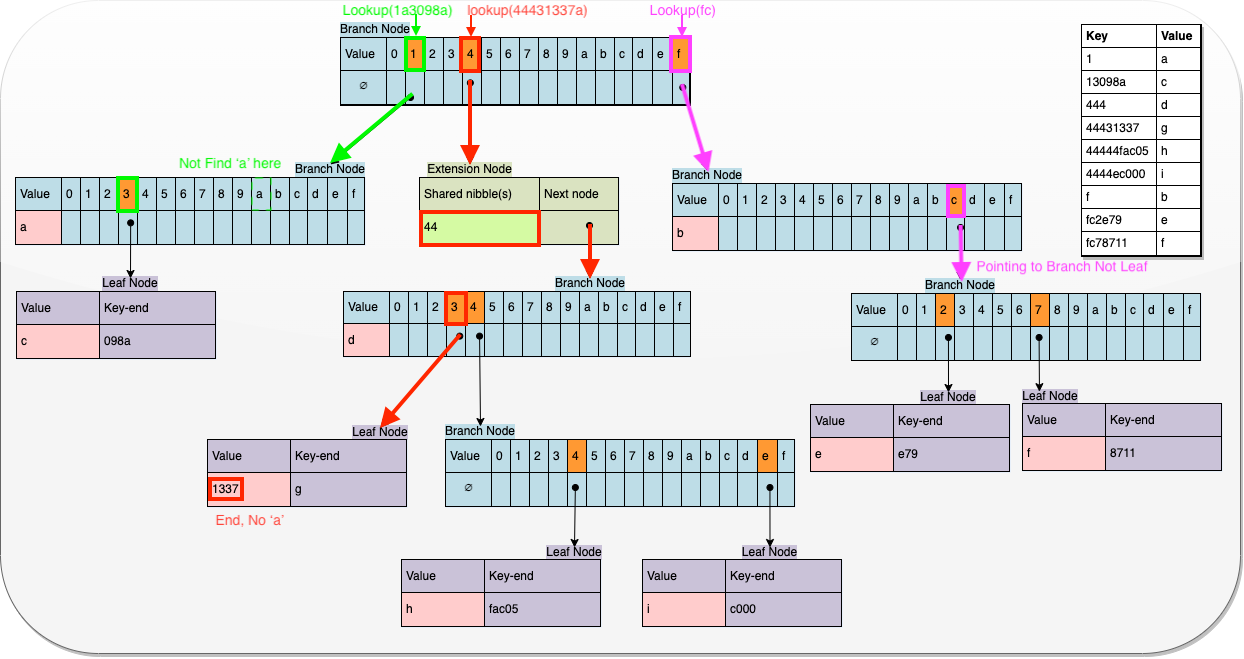 Lookup(1a3098a) lookup(44431337a) Lookup(fc)
Branch Node
Value 0 1 2 3 4 5 6 7 8 9 a b c d e f
∅
Key Value
1 a
13098a c
444 d
44431337 g
44444fac05 h
4444ec000 i
f b
fc2e79 e
fc78711 f
Not Find 'a' here
Branch Node
Value 0 1 2 3 4 5 6 7 8 9 a b c d e f
a
Extension Node
Shared nibble(s) Next node
44
Branch Node
Value 0 1 2 3 4 5 6 7 8 9 a b c d e f
b
Pointing to Branch Not Leaf
Leaf Node
Value Key-end
c 098a
Branch Node
Value 0 1 2 3 4 5 6 7 8 9 a b c d e f
d
Branch Node
Value 0 1 2 3 4 5 6 7 8 9 a b c d e f
∅
Leaf Node
Value Key-end
1337 g
End, No 'a'
Branch Node
Value 0 1 2 3 4 5 6 7 8 9 a b c d e f
∅
Leaf Node
Value Key-end
e e79
Leaf Node
Value Key-end
f 8711
Leaf Node
Value Key-end
h fac05
Leaf Node
Value Key-end
i c000